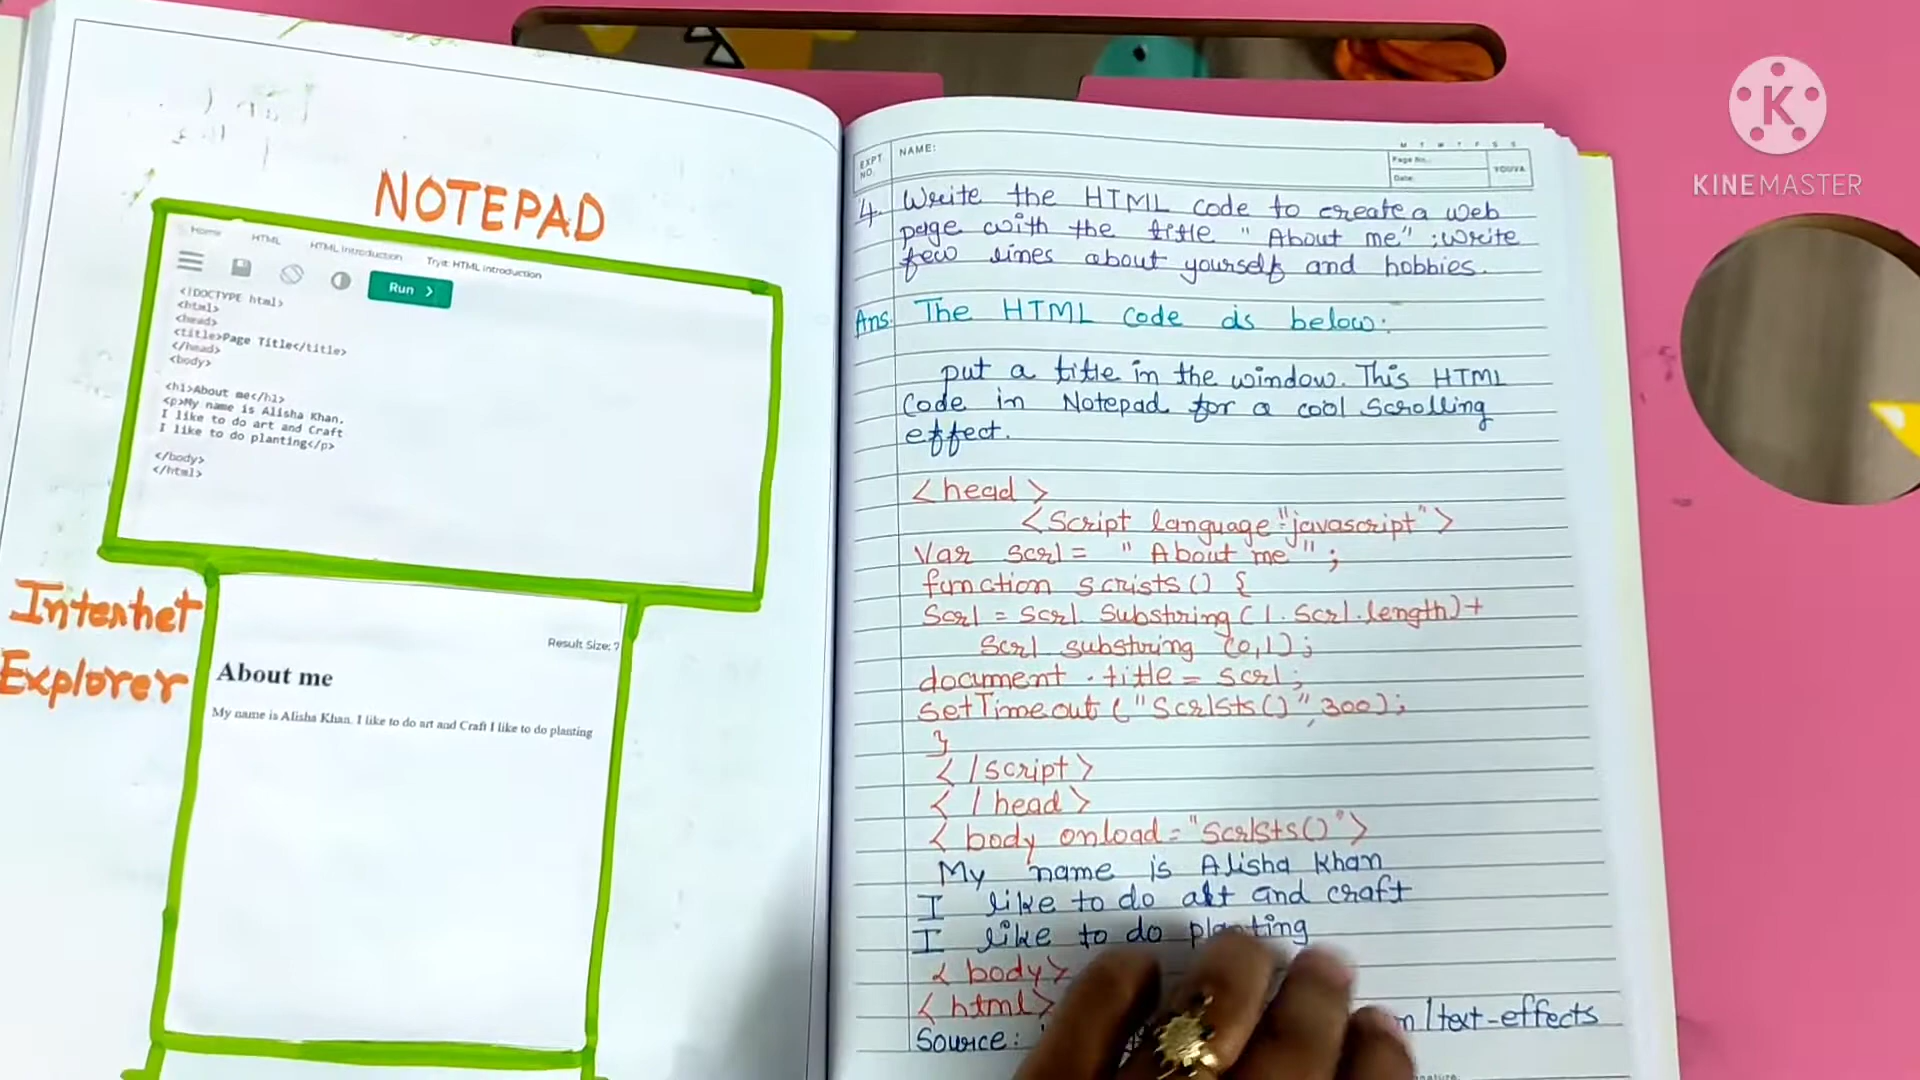 NOTEPAD
Home HTML HTML Introduction Tryit: HTML Introduction
Run >
<!DOCTYPE html>
<html>
<head>
<title>Page Title</title>
</head>
<body>
<h1>About me</h1>
<p>My name is Alisha Khan.
I like to do art and Craft
I like to do planting</p>
</body>
</html>
Internet
Explorer
Result Size: 7
About me
My name is Alisha Khan. I like to do art and Craft I like to do planting
EXPT NO.
NAME:
M T W T F S S
Page No.:
Date:
YOUVA
4. Write the HTML code to create a web
page with the title " About me" ; write
few lines about yourself and hobbies.
Ans. The HTML code is below:
put a title in the window. This HTML
Code in Notepad for a cool Scrolling
effect.
<head>
<Script language="javascript">
Var scrl = " About me ";
function scrlsts() {
Scrl = scrl. Substring (1. Scrl.length)+
Scrl substring (0,1);
document .title = scrl;
setTimeout ("ScrlSts()",300);
}
</script>
</head>
<body onload="ScrlSts()">
My name is Alisha Khan
I like to do art and craft
I like to do planting
<body>
<html>
Source: /text-effects
K
KINEMASTER